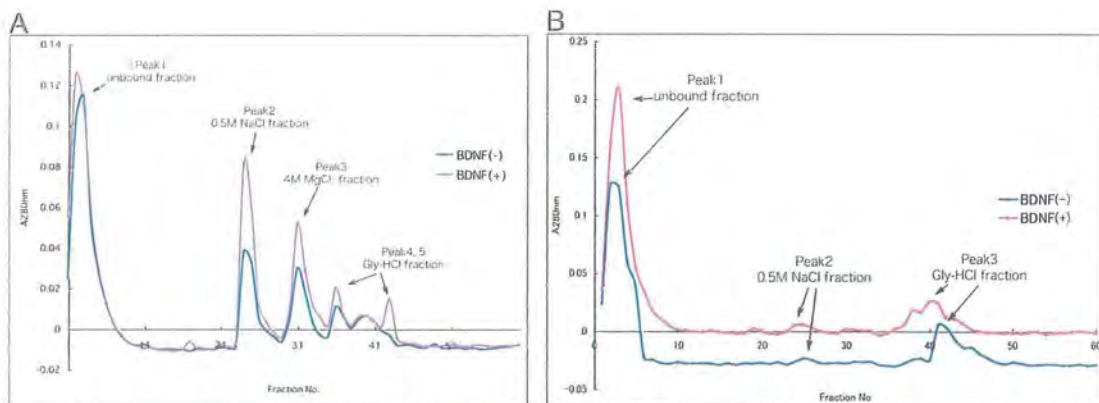 A
0.14
0.12
0.1
0.08
0.06
0.04
0.02
0
-0.02
A280nm
Peak1
unbound fraction
Peak2
0.5M NaCl fraction
Peak3
4M MgCl₂ fraction
Peak4, 5
Gly-HCl fraction
BDNF(-)
BDNF(+)
31
41
Fraction No.
B
0.25
0.2
0.15
0.1
0.05
0
-0.05
A280nm
Peak1
unbound fraction
Peak2
0.5M NaCl fraction
Peak3
Gly-HCl fraction
BDNF(-)
BDNF(+)
0
10
20
30
40
50
60
Fraction No